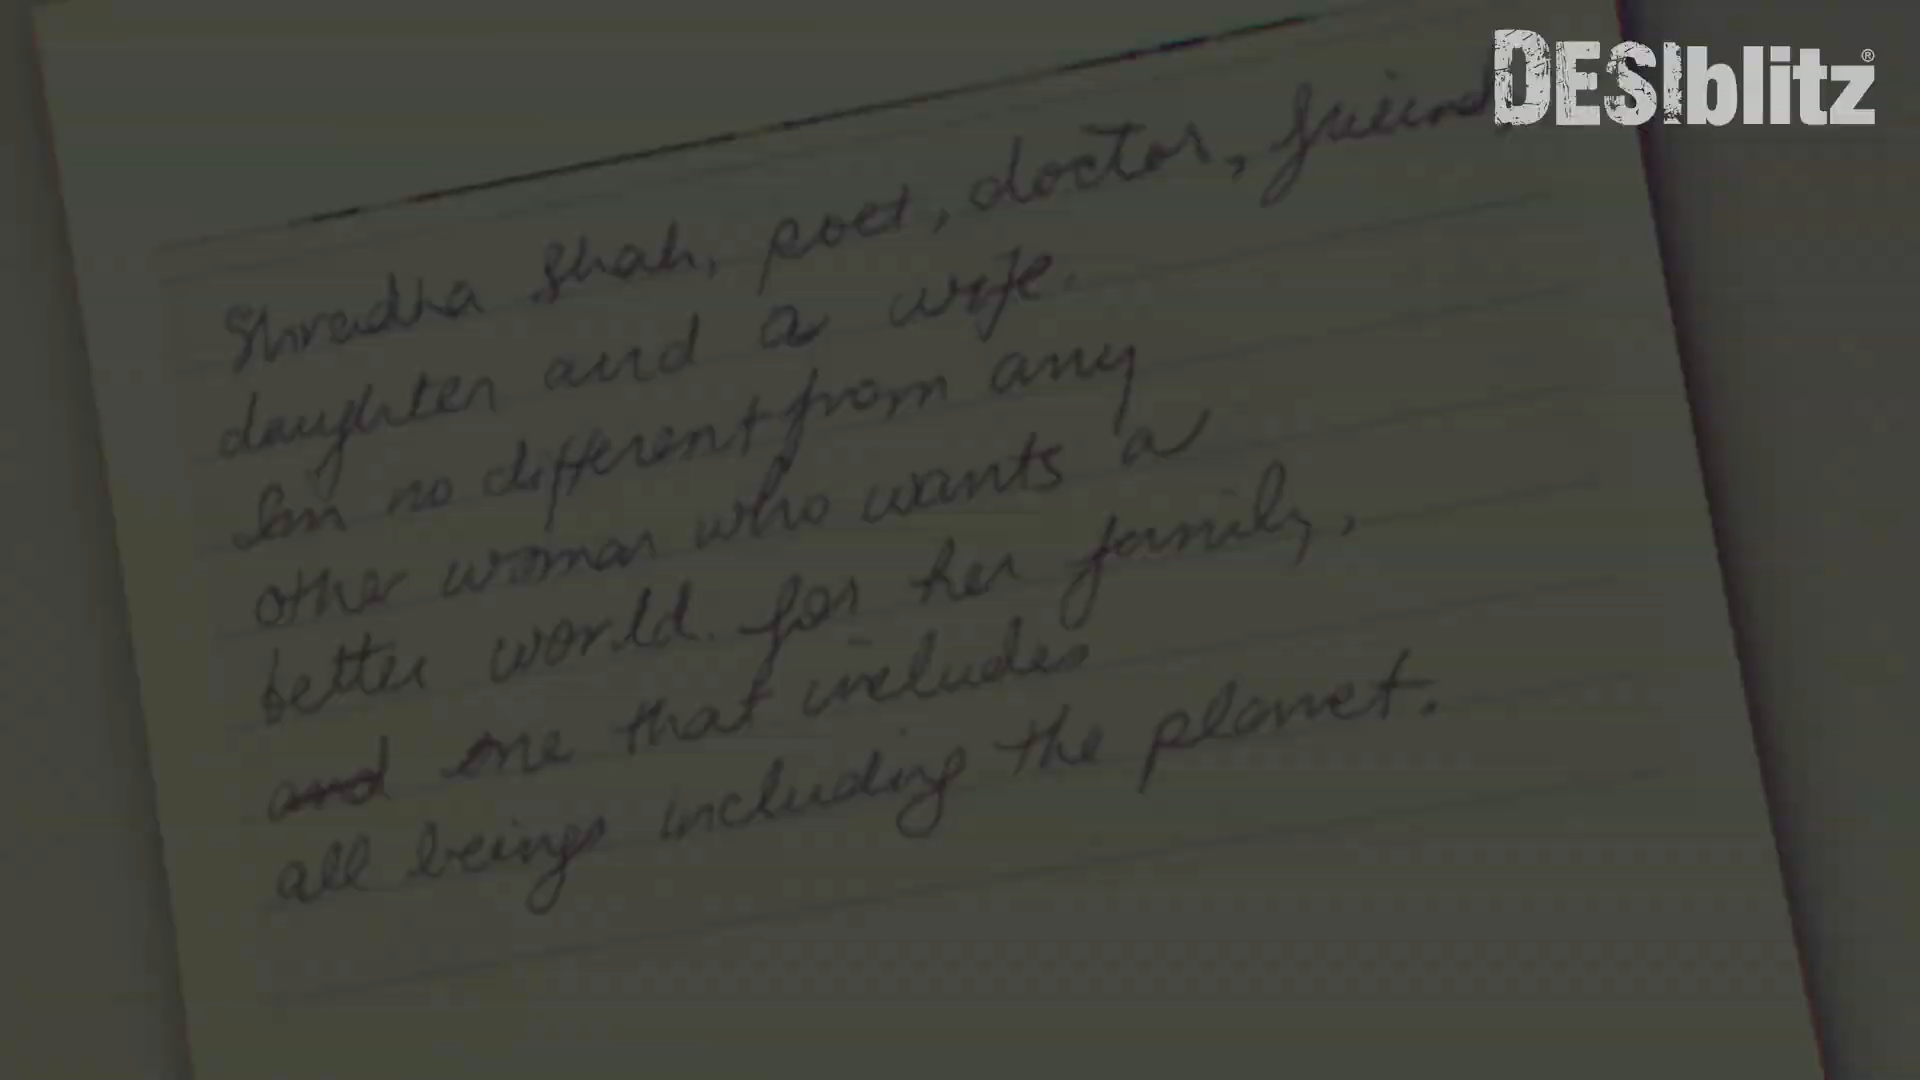 DESIblitz®
Shradha Shah, poet, doctor, friend,
daughter and a wife.
Im no different from any
other woman who wants a
better world for her family,
and one that includes
all beings including the planet.